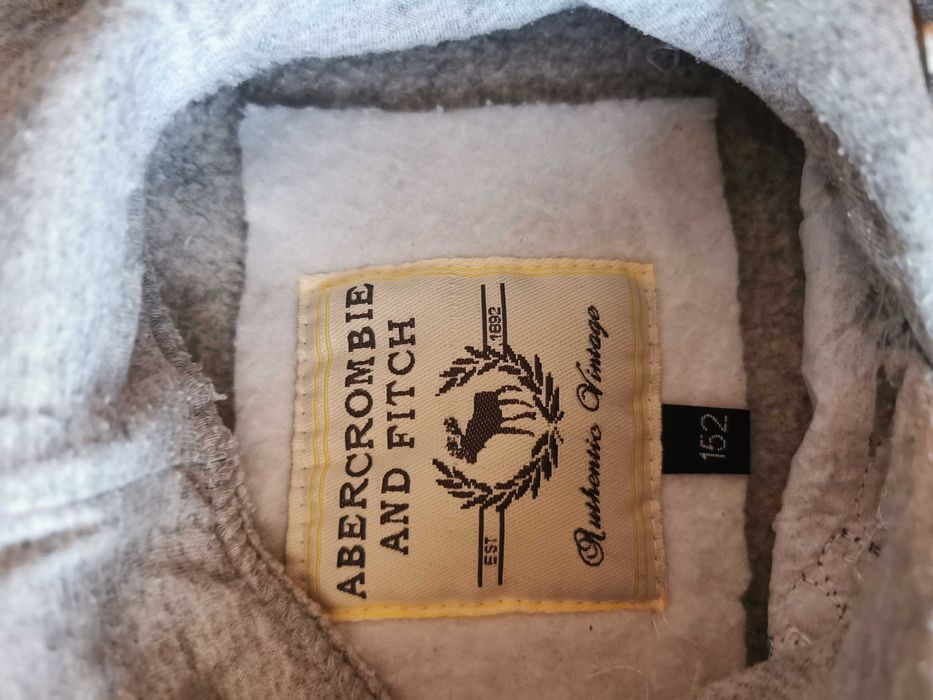 ABERCROMBIE
AND FITCH
EST 1892
Authentic Vintage
152